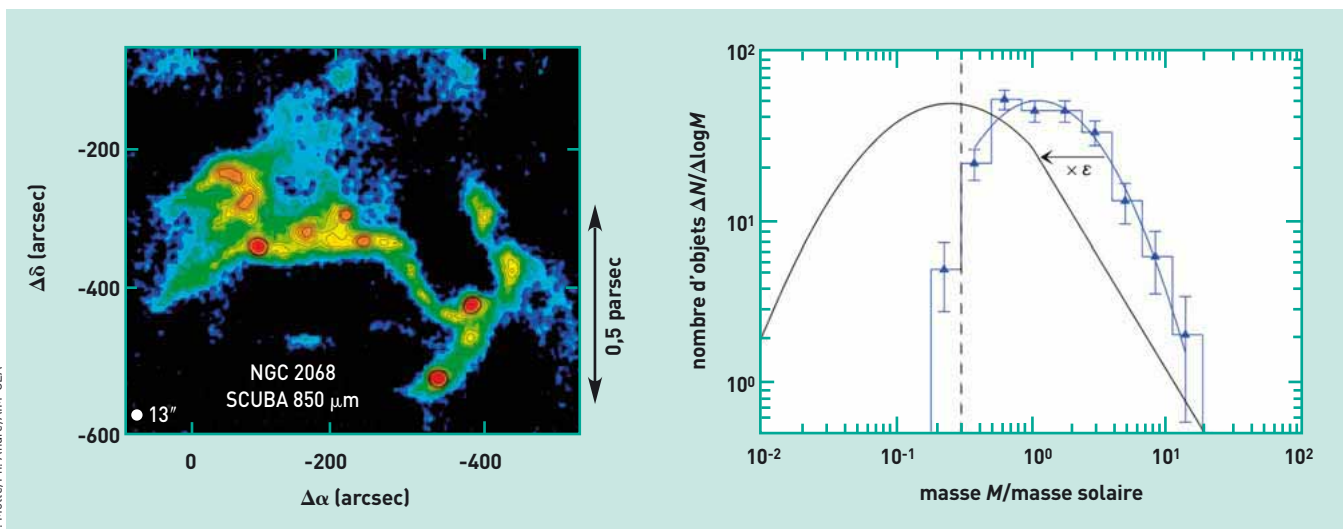 -200
-400
-600
0
-200
-400
Δδ (arcsec)
Δα (arcsec)
NGC 2068
SCUBA 850 μm
13"
0,5 parsec
10²
10¹
10⁰
nombre d'objets ΔN/ΔlogM
× ε
10⁻²
10⁻¹
10⁰
10¹
10²
masse M/masse solaire